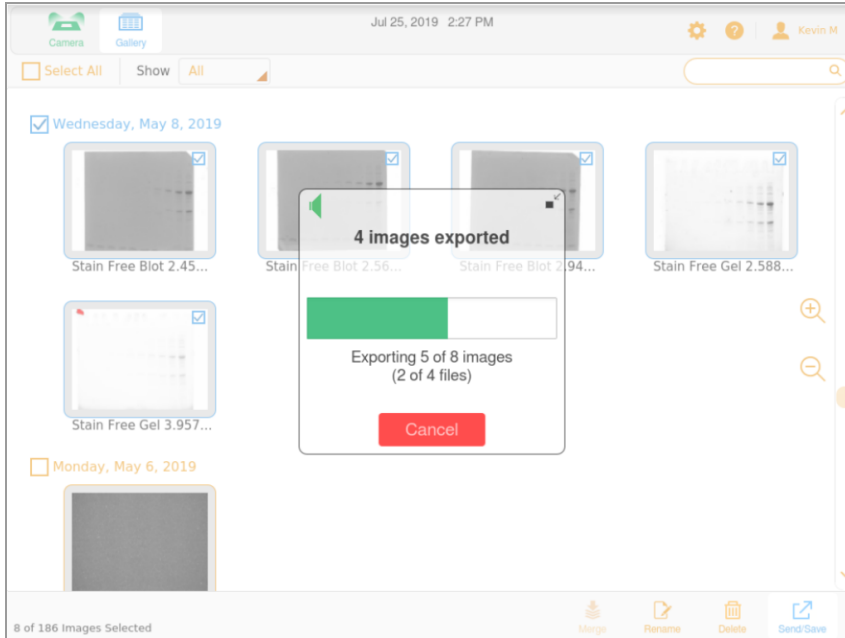 Jul 25, 2019 2:27 PM
Camera
Gallery
Kevin M
Select All
Show
All
Wednesday, May 8, 2019
Stain Free Blot 2.45...
Stain Free Blot 2.56...
Stain Free Blot 2.94...
Stain Free Gel 2.588...
4 images exported
Exporting 5 of 8 images
(2 of 4 files)
Cancel
Stain Free Gel 3.957...
Monday, May 6, 2019
8 of 186 Images Selected
Merge
Rename
Delete
Send/Save